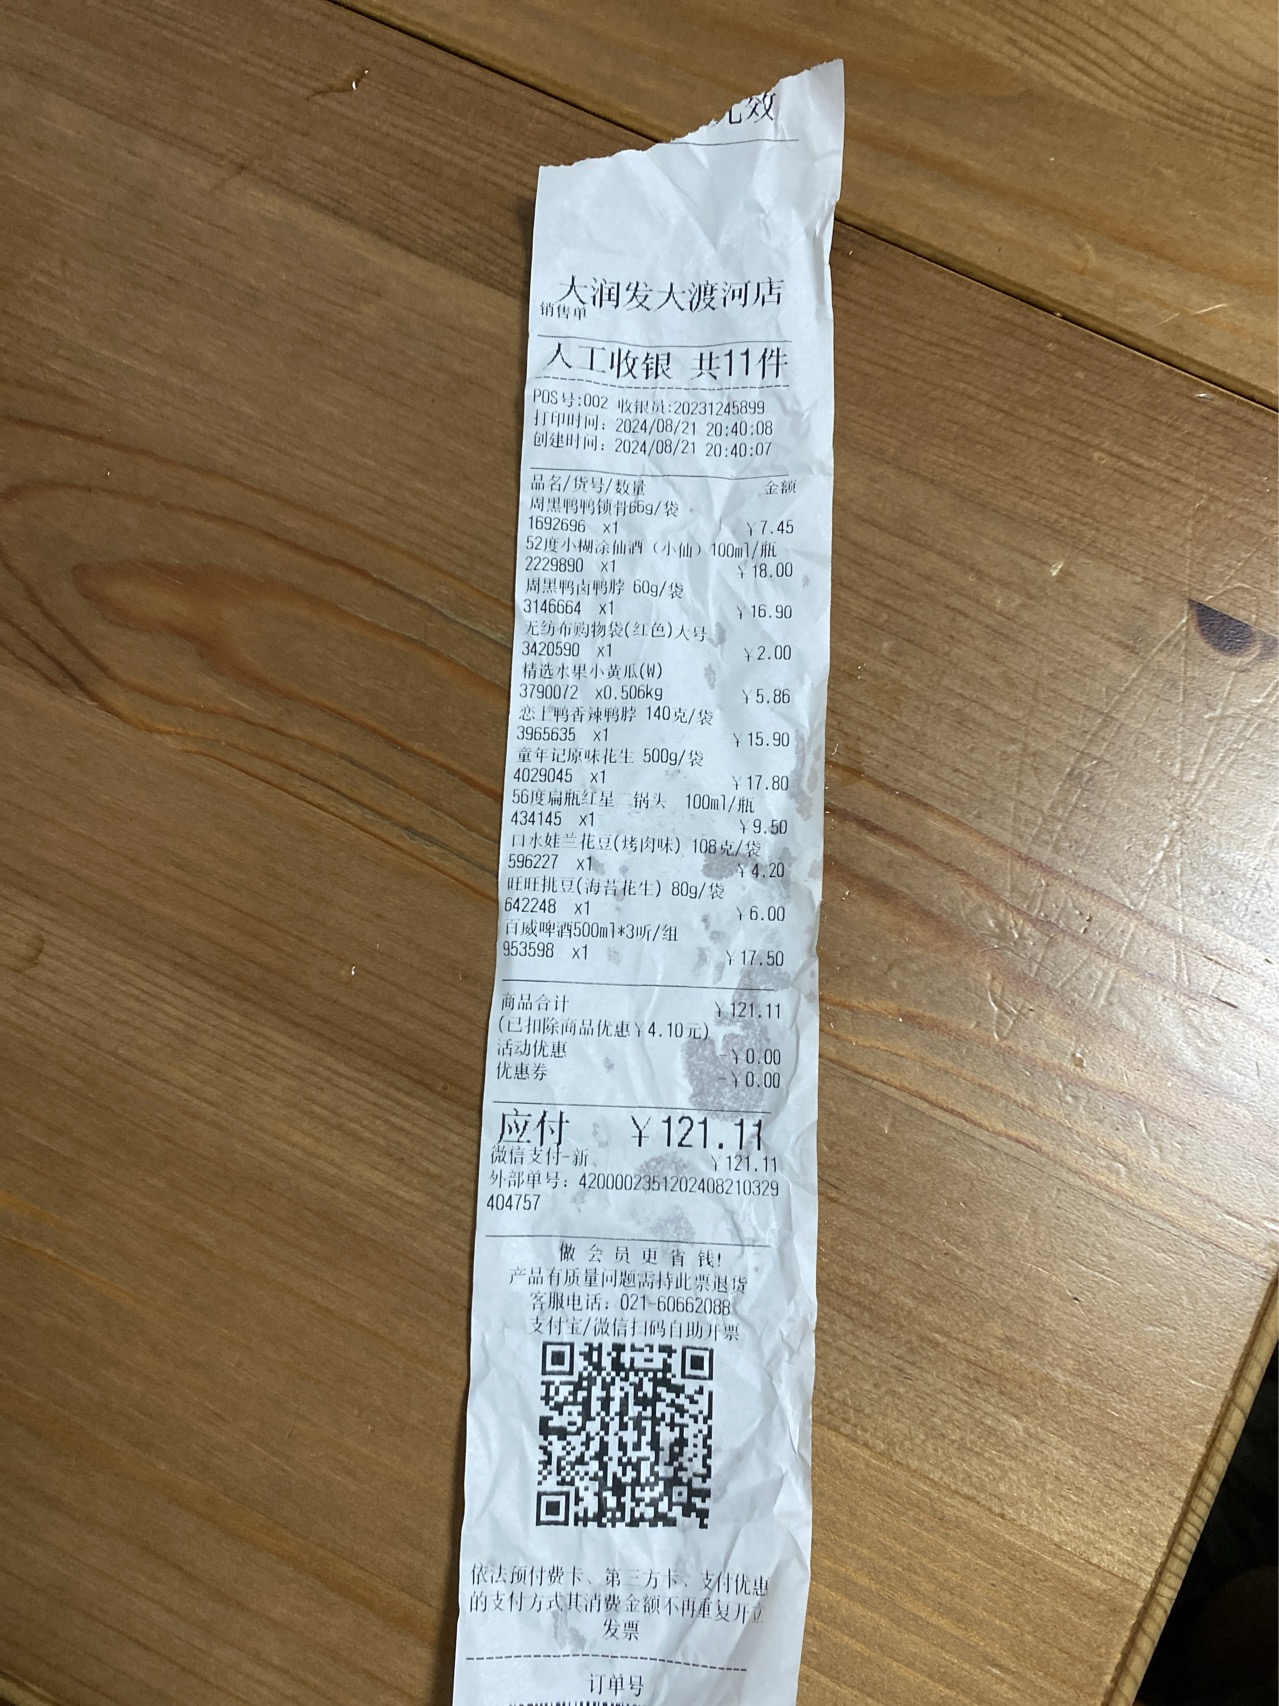 效
大润发大渡河店
销售单
人工收银 共11件
POS号:002 收银员:20231245899
打印时间: 2024/08/21 20:40:08
创建时间: 2024/08/21 20:40:07
品名/货号/数量 金额
周黑鸭鸭锁骨66g/袋
1692696 x1 ¥7.45
52度小糊涂仙酒(小仙)100ml/瓶
2229890 x1 ¥18.00
周黑鸭卤鸭脖 60g/袋
3146664 x1 ¥16.90
无纺布购物袋(红色)大号
3420590 x1 ¥2.00
精选水果小黄瓜(W)
3790072 x0.506kg ¥5.86
恋上鸭香辣鸭脖 140克/袋
3965635 x1 ¥15.90
童年记原味花生 500g/袋
4029045 x1 ¥17.80
56度扁瓶红星二锅头 100ml/瓶
434145 x1 ¥9.50
口水娃兰花豆(烤肉味) 108克/袋
596227 x1 ¥4.20
旺旺挑豆(海苔花生) 80g/袋
642248 x1 ¥6.00
百威啤酒500ml*3听/组
953598 x1 ¥17.50
商品合计 ¥121.11
(已扣除商品优惠¥4.10元)
活动优惠 -¥0.00
优惠券 -¥0.00
应付 ¥121.11
微信支付-新 ¥121.11
外部单号: 4200002351202408210329
404757
做会员更省钱!
产品有质量问题需持此票退货
客服电话: 021-60662088
支付宝/微信扫码自助开票
依法预付费卡、第三方卡、支付优惠
的支付方式其消费金额不再重复开立
发票
订单号